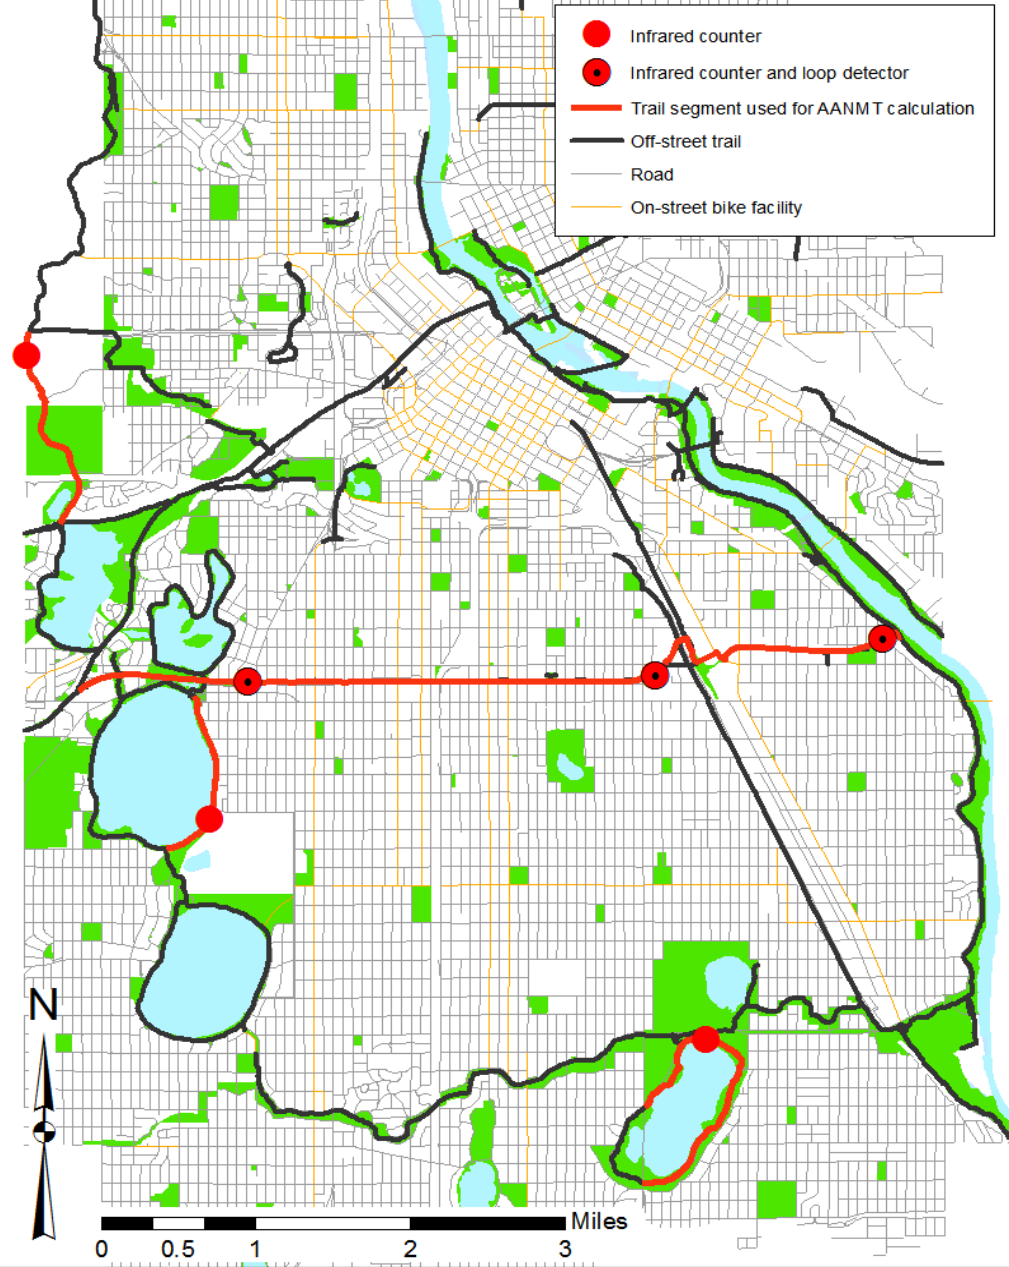 Infrared counter
Infrared counter and loop detector
Trail segment used for AANMT calculation
Off-street trail
Road
On-street bike facility
N
Miles
0 0.5 1 2 3